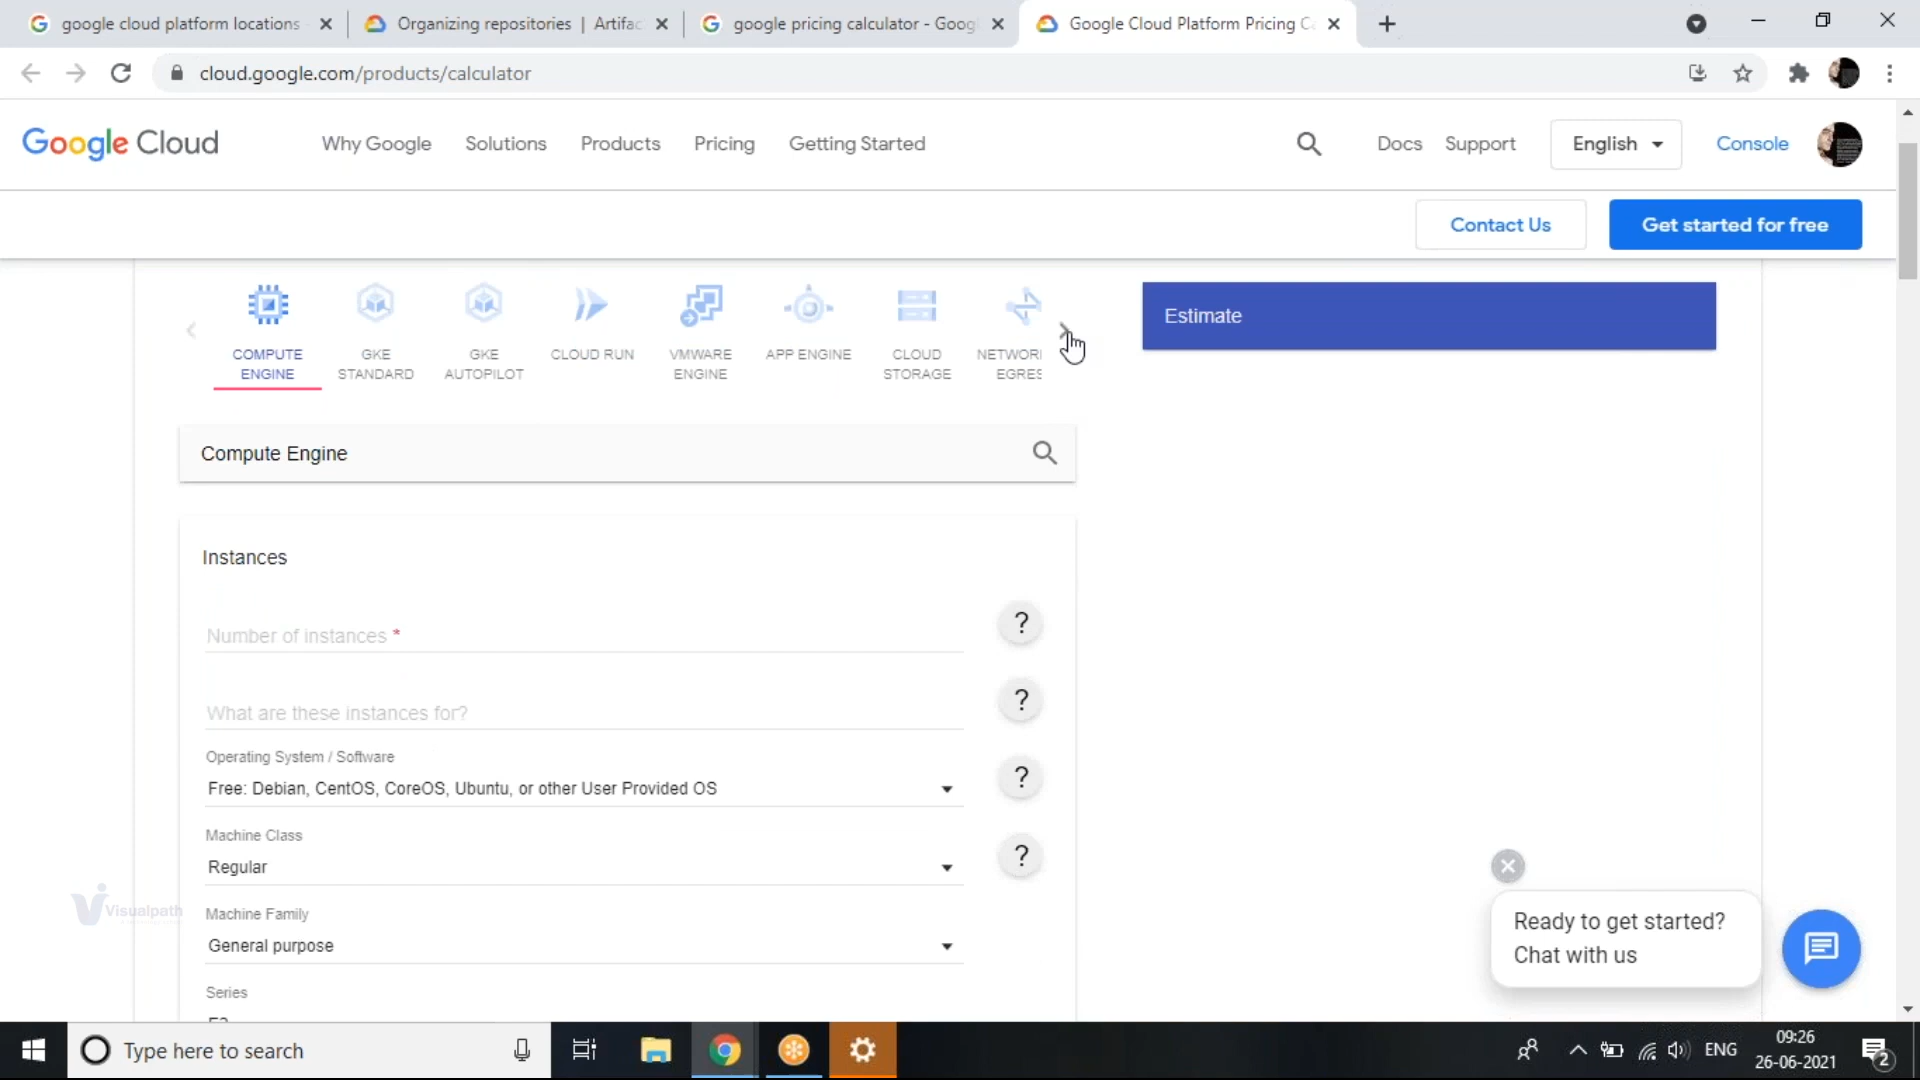 google cloud platform locations
Organizing repositories | Artifac
google pricing calculator - Goog
Google Cloud Platform Pricing Ca
cloud.google.com/products/calculator
Google Cloud
Why Google
Solutions
Products
Pricing
Getting Started
Docs
Support
English
Console
Contact Us
Get started for free
COMPUTE
ENGINE
GKE
STANDARD
GKE
AUTOPILOT
CLOUD RUN
VMWARE
ENGINE
APP ENGINE
CLOUD
STORAGE
NETWOR
EGRES
Estimate
Compute Engine
Instances
Number of instances *
?
What are these instances for?
?
Operating System / Software
Free: Debian, CentOS, CoreOS, Ubuntu, or other User Provided OS
?
Machine Class
Regular
?
Machine Family
General purpose
Series
Visualpath
Ready to get started?
Chat with us
Type here to search
ENG
09:26
26-06-2021
2